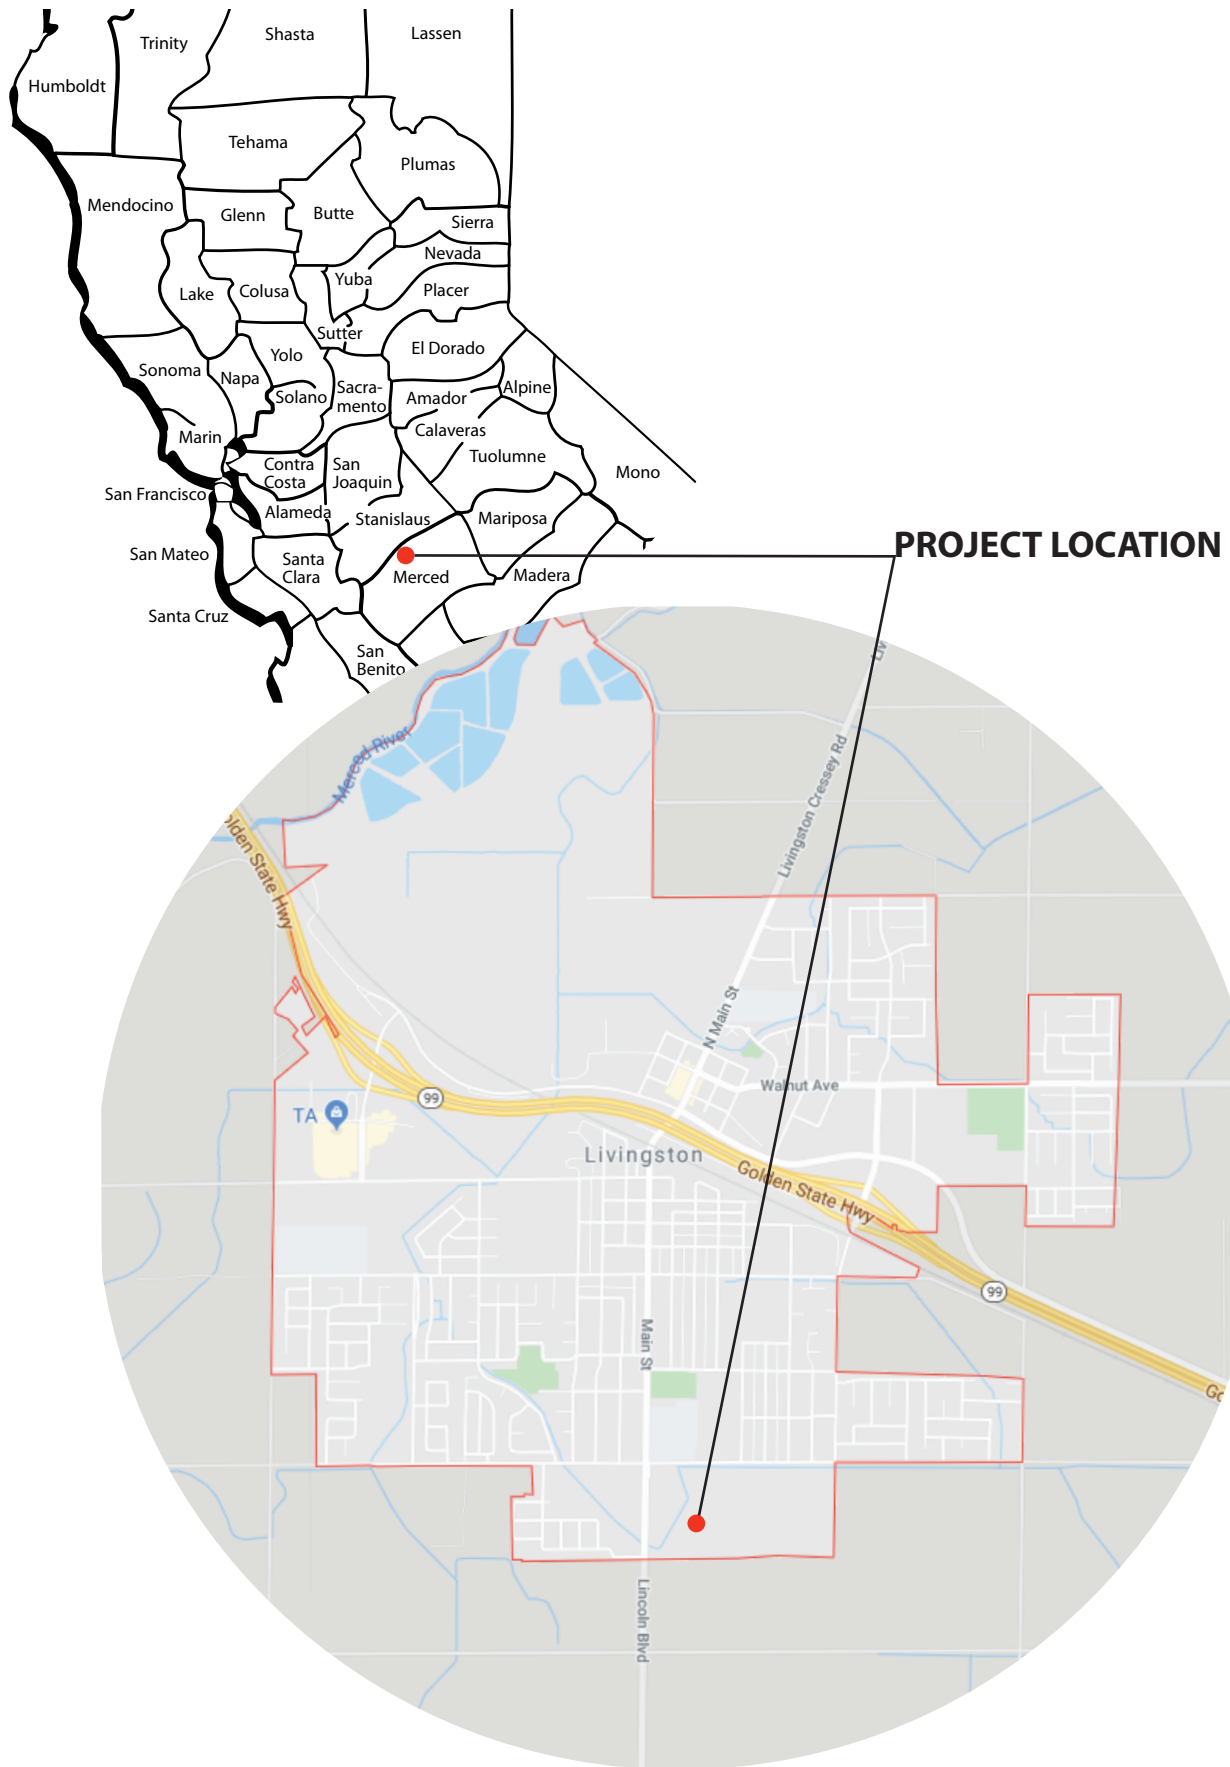 Trinity
Shasta
Lassen
Humboldt
Tehama
Plumas
Mendocino
Glenn
Butte
Sierra
Nevada
Yuba
Lake
Colusa
Placer
Sutter
El Dorado
Yolo
Sonoma
Napa
Solano
Sacra-
mento
Amador
Alpine
Marin
Calaveras
Tuolumne
Contra
Costa
San
Joaquin
Mono
San Francisco
Alameda
Stanislaus
Mariposa
PROJECT LOCATION
San Mateo
Santa
Clara
Merced
Madera
Santa Cruz
San
Benito
Liv
Merced River
Livingston Cressey Rd
olden State Hwy
N Main St
Walnut Ave
99
TA
Livingston
Golden State Hwy
99
Main St
Go
Lincoln Blvd